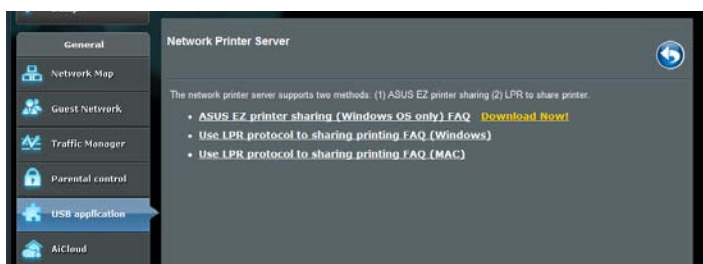 General
Network Map
Guest Network
Traffic Manager
Parental control
USB application
AiCloud
Network Printer Server
The network printer server supports two methods: (1) ASUS EZ printer sharing (2) LPR to share printer.
ASUS EZ printer sharing (Windows OS only) FAQ Download Now!
Use LPR protocol to sharing printing FAQ (Windows)
Use LPR protocol to sharing printing FAQ (MAC)